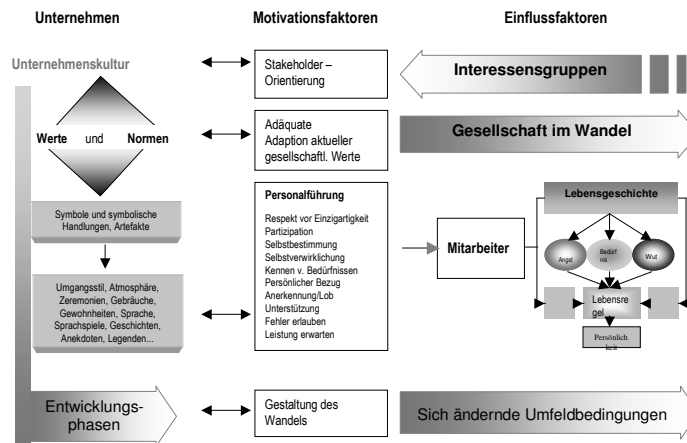 Unternehmen
Motivationsfaktoren
Einflussfaktoren
Unternehmenskultur
Stakeholder –
Orientierung
Interessensgruppen
Werte und Normen
Adäquate
Adaption aktueller
gesellschaftl. Werte
Gesellschaft im Wandel
Symbole und symbolische
Handlungen, Artefakte
Umgangsstil, Atmosphäre,
Zeremonien, Gebräuche,
Gewohnheiten, Sprache,
Sprachspiele, Geschichten,
Anekdoten, Legenden...
Personalführung
Respekt vor Einzigartigkeit
Partizipation
Selbstbestimmung
Selbstverwirklichung
Kennen v. Bedürfnissen
Persönlicher Bezug
Anerkennung/Lob
Unterstützung
Fehler erlauben
Leistung erwarten
Mitarbeiter
Lebensgeschichte
Angst
Bedürf
nis
Wut
Lebensre
gel
Persönlich
keit
Entwicklungs-
phasen
Gestaltung des
Wandels
Sich ändernde Umfeldbedingungen